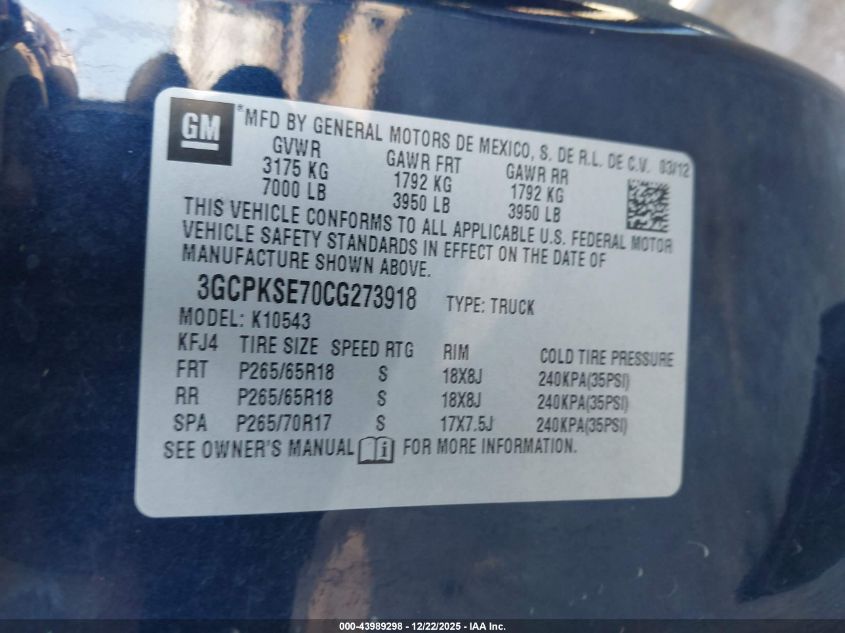 GM
*MFD BY GENERAL MOTORS DE MEXICO, S. DE R.L. DE C.V. 03/12
GVWR GAWR FRT GAWR RR
3175 KG 1792 KG 1792 KG
7000 LB 3950 LB 3950 LB
THIS VEHICLE CONFORMS TO ALL APPLICABLE U.S. FEDERAL MOTOR
VEHICLE SAFETY STANDARDS IN EFFECT ON THE DATE OF
MANUFACTURE SHOWN ABOVE.
3GCPKSE70CG273918 TYPE: TRUCK
MODEL: K10543
KFJ4 TIRE SIZE SPEED RTG RIM COLD TIRE PRESSURE
FRT P265/65R18 S 18X8J 240KPA(35PSI)
RR P265/65R18 S 18X8J 240KPA(35PSI)
SPA P265/70R17 S 17X7.5J 240KPA(35PSI)
SEE OWNER'S MANUAL i FOR MORE INFORMATION.
000-43989298 - 12/22/2025 - IAA Inc.